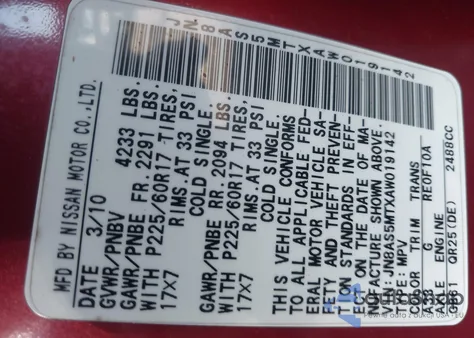 JN8AS5MTXAW019142
MFD BY NISSAN MOTOR CO.,LTD.
DATE 3/10
GVWR/PNBV 4233 LBS.
GAWR/PNBE FR. 2291 LBS.
WITH P225/60R17 TIRES,
17X7 RIMS.AT 33 PSI
COLD SINGLE.
GAWR/PNBE RR. 2094 LBS.
WITH P225/60R17 TIRES,
17X7 RIMS.AT 33 PSI
COLD SINGLE.
THIS VEHICLE CONFORMS
TO ALL APPLICABLE FED-
ERAL MOTOR VEHICLE SA-
FETY AND THEFT PREVEN-
TION STANDARDS IN EFF-
ECT ON THE DATE OF MA-
NUFACTURE SHOWN ABOVE.
VIN: JN8AS5MTXAW019142
TYPE: MPV
COLOR TRIM TRANS
A33 G RE0F10A
AXLE ENGINE
QR25(DE) 2488CC